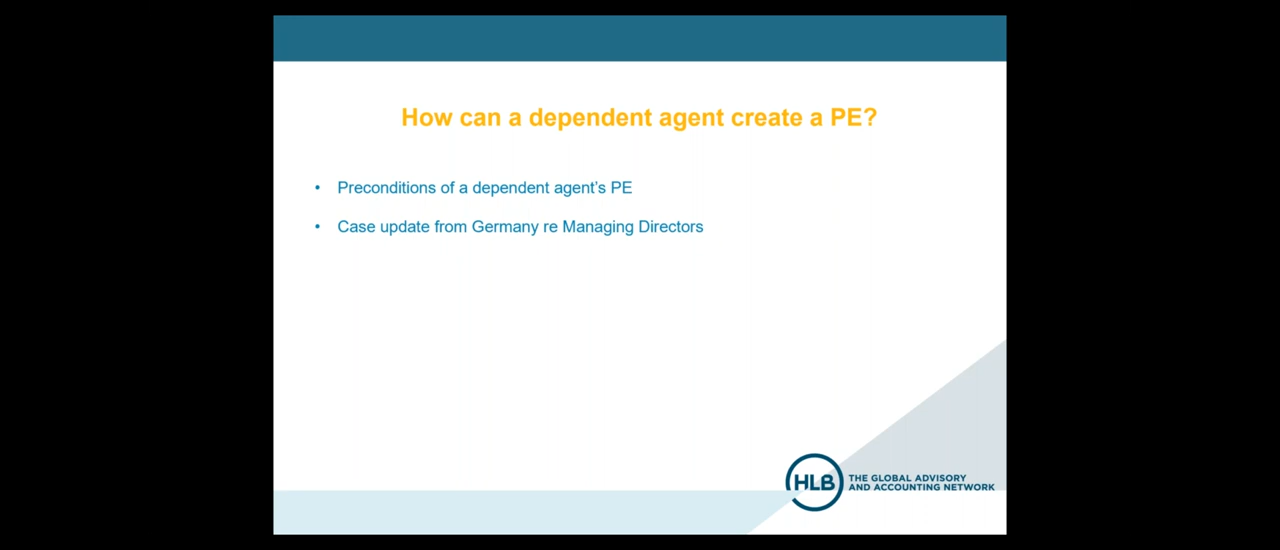 How can a dependent agent create a PE?
• Preconditions of a dependent agent's PE
• Case update from Germany re Managing Directors
HLB
THE GLOBAL ADVISORY
AND ACCOUNTING NETWORK